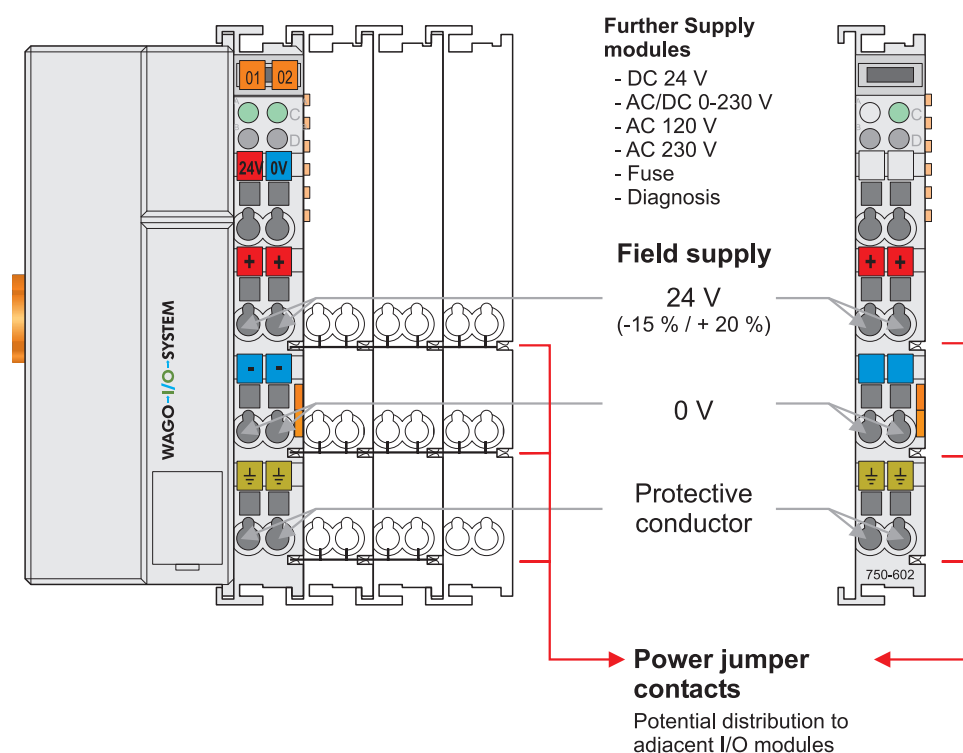 Further Supply
modules
- DC 24 V
- AC/DC 0-230 V
- AC 120 V
- AC 230 V
- Fuse
- Diagnosis
01 02
A C
B D
24V 0V
+ +
- -
WAGO-I/O-SYSTEM
Field supply
24 V
(-15 % / + 20 %)
0 V
Protective
conductor
A C
B D
+ +
750-602
Power jumper
contacts
Potential distribution to
adjacent I/O modules